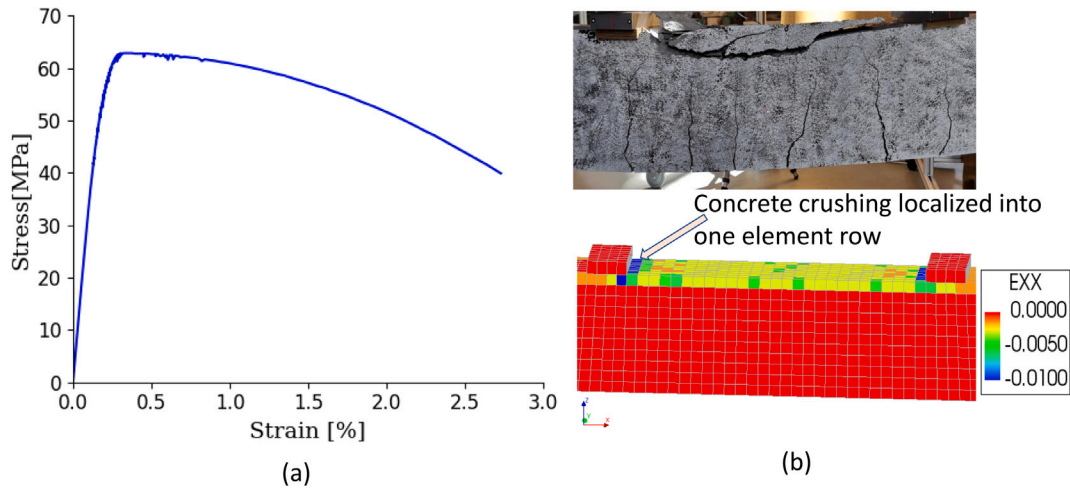 70
60
50
40
30
20
10
0
Stress[MPa]
0.0 0.5 1.0 1.5 2.0 2.5 3.0
Strain [%]
(a)
Concrete crushing localized into
one element row
EXX
0.0000
-0.0050
-0.0100
Z
Y
X
(b)